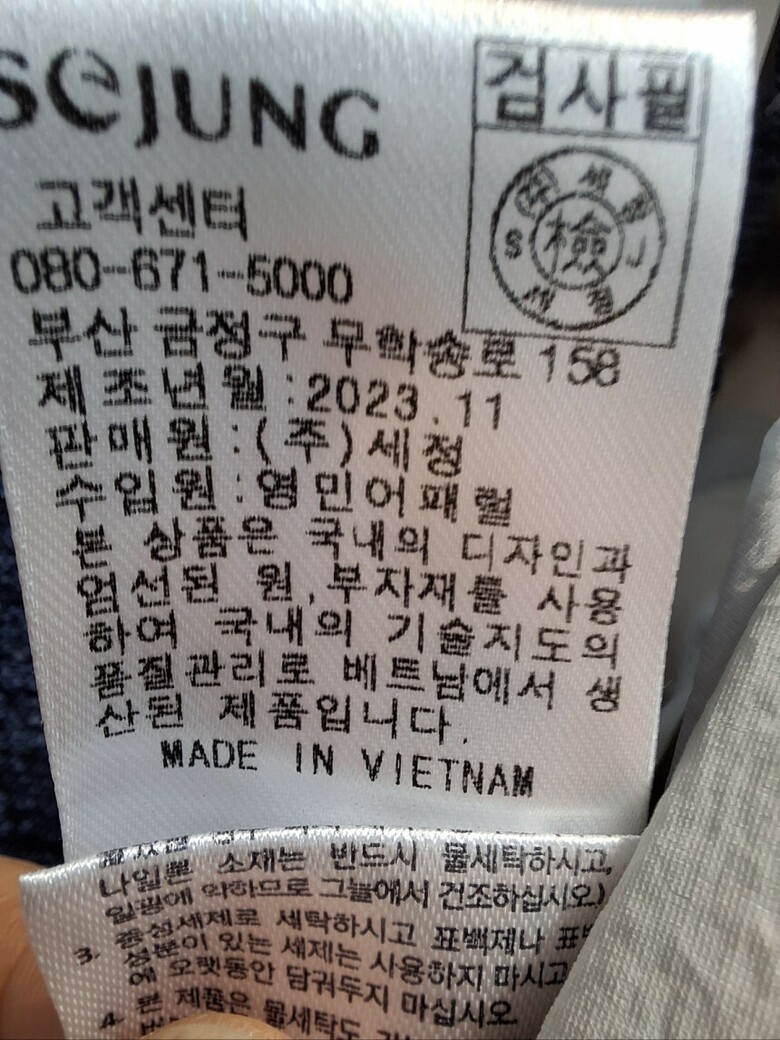 SEJUNG
검사필
檢
S
J
고객센터
080-671-5000
부산 금정구 무학송로 158
제조년월 : 2023.11
판매원 : (주)세정
수입원 : 영민어패럴
본 상품은 국내의 디자인과
엄선된 원,부자재를 사용
하여 국내의 기술지도의
품질관리로 베트남에서 생
산된 제품입니다.
MADE IN VIETNAM
나일론 소재는 반드시 물세탁하시고,
일광에 약하므로 그늘에서 건조하십시오.)
3. 중성세제로 세탁하시고 표백제나
성분이 있는 세제는 사용하지 마시고
에 오랫동안 담궈두지 마십시오
4. 본 제품은 물세탁도